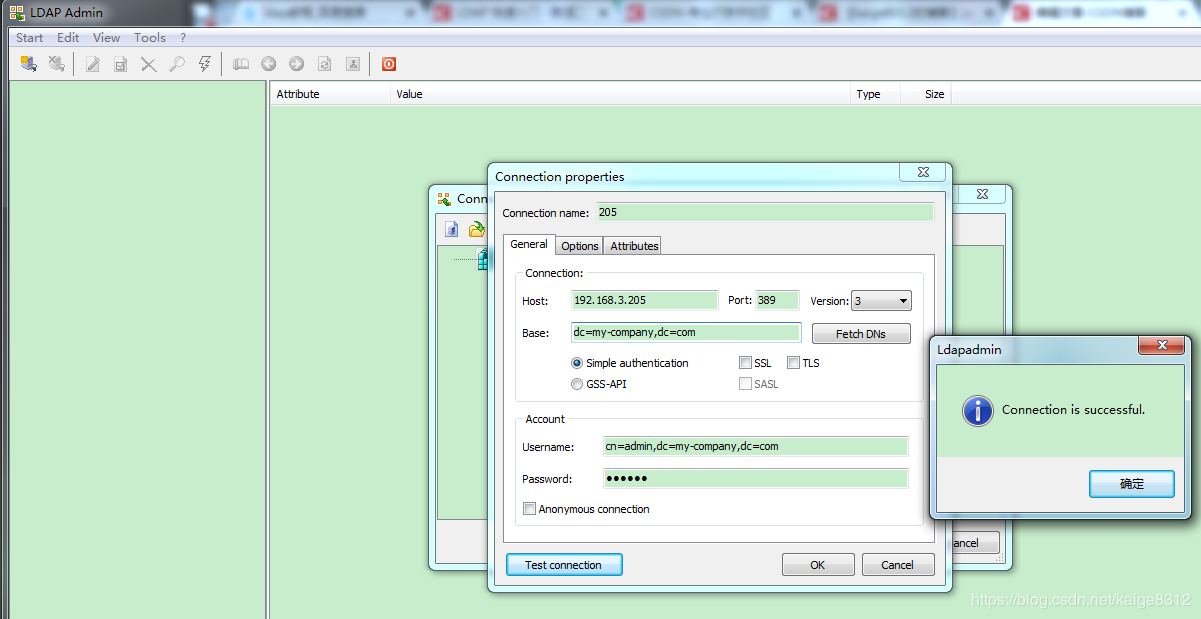 LDAP Admin
Start Edit View Tools ?
Attribute Value Type Size
Conn
Connection properties
Connection name: 205
General Options Attributes
Connection:
Host: 192.168.3.205 Port: 389 Version: 3
Base: dc=my-company,dc=com Fetch DNs
Simple authentication SSL TLS
GSS-API SASL
Account
Username: cn=admin,dc=my-company,dc=com
Password: ••••••
Anonymous connection
Test connection OK Cancel
ancel
Ldapadmin
Connection is successful.
确定
https://blog.csdn.net/kaige8312